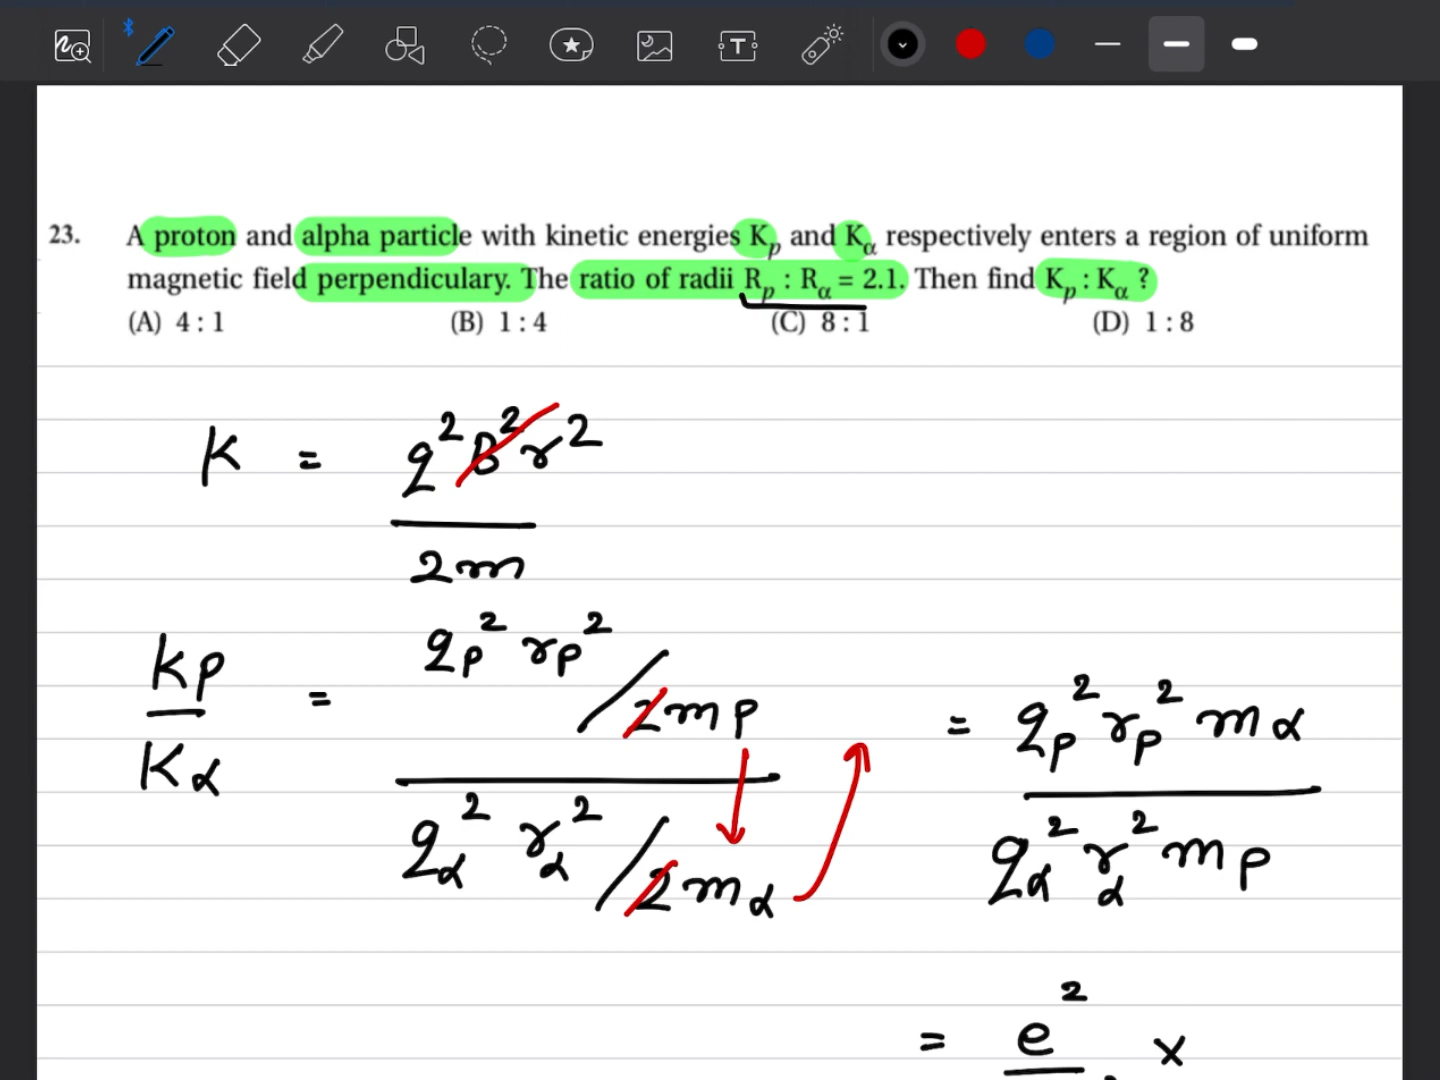 23. A proton and alpha particle with kinetic energies Kp and Kα respectively enters a region of uniform
magnetic field perpendiculary. The ratio of radii Rp : Rα = 2.1. Then find Kp : Kα ?
(A) 4 : 1 (B) 1 : 4 (C) 8 : 1 (D) 1 : 8
K = q²B²r²
2m
Kp/Kα = qp² rp² / 2mp = qp² rp² mα
qα² rα² / 2mα qα² rα² mp
= e² ×